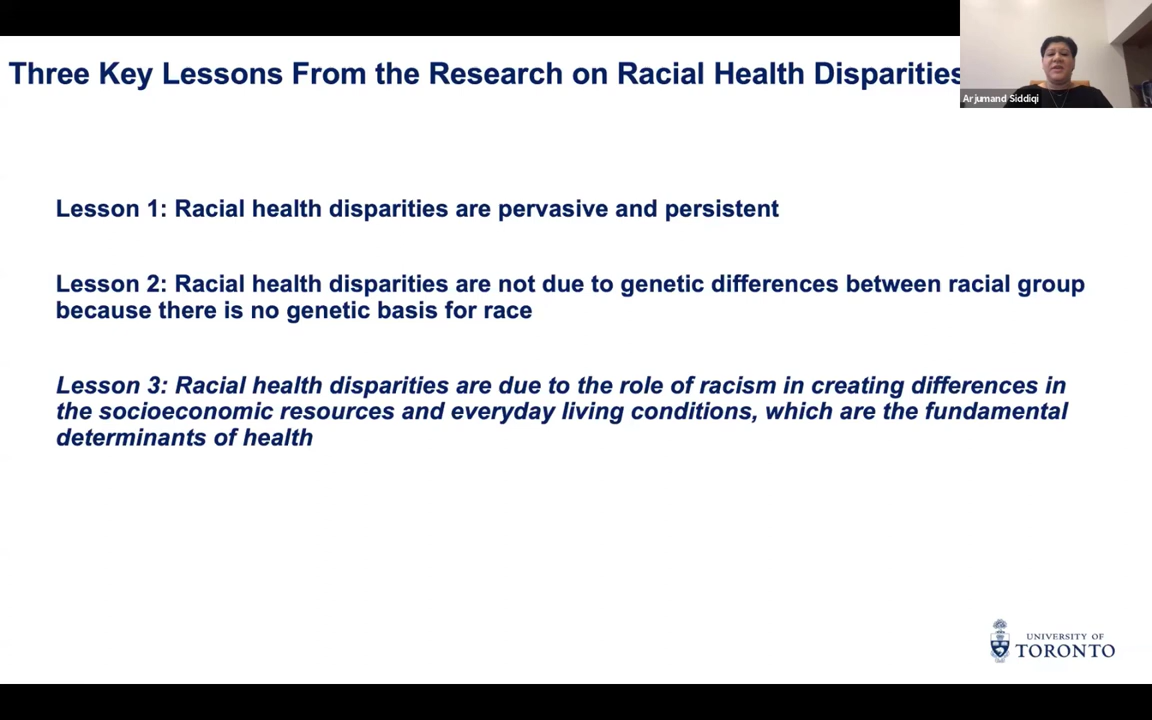 Three Key Lessons From the Research on Racial Health Disparities
Arjumand Siddiqi
Lesson 1: Racial health disparities are pervasive and persistent
Lesson 2: Racial health disparities are not due to genetic differences between racial group
because there is no genetic basis for race
Lesson 3: Racial health disparities are due to the role of racism in creating differences in
the socioeconomic resources and everyday living conditions, which are the fundamental
determinants of health
UNIVERSITY OF
TORONTO